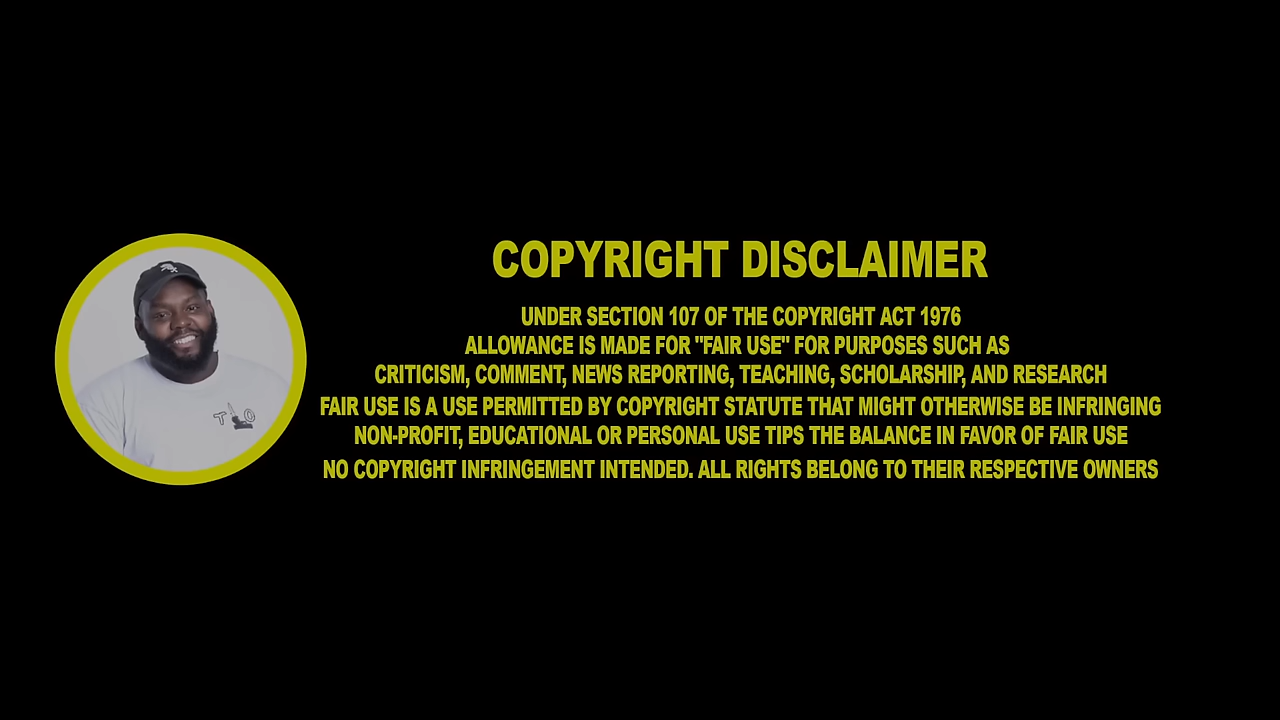 COPYRIGHT DISCLAIMER
UNDER SECTION 107 OF THE COPYRIGHT ACT 1976
ALLOWANCE IS MADE FOR "FAIR USE" FOR PURPOSES SUCH AS
CRITICISM, COMMENT, NEWS REPORTING, TEACHING, SCHOLARSHIP, AND RESEARCH
FAIR USE IS A USE PERMITTED BY COPYRIGHT STATUTE THAT MIGHT OTHERWISE BE INFRINGING
NON-PROFIT, EDUCATIONAL OR PERSONAL USE TIPS THE BALANCE IN FAVOR OF FAIR USE
NO COPYRIGHT INFRINGEMENT INTENDED. ALL RIGHTS BELONG TO THEIR RESPECTIVE OWNERS